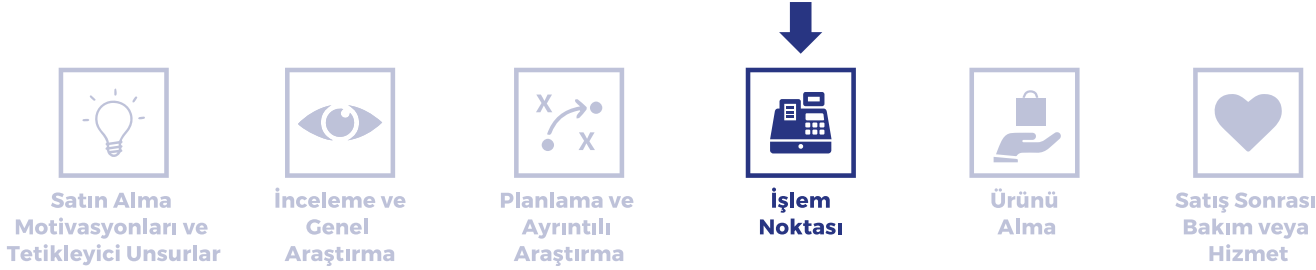 Satın Alma
Motivasyonları ve
Tetikleyici Unsurlar
İnceleme ve
Genel
Araştırma
X
X
Planlama ve
Ayrıntılı
Araştırma
İşlem
Noktası
Ürünü
Alma
Satış Sonrası
Bakım veya
Hizmet